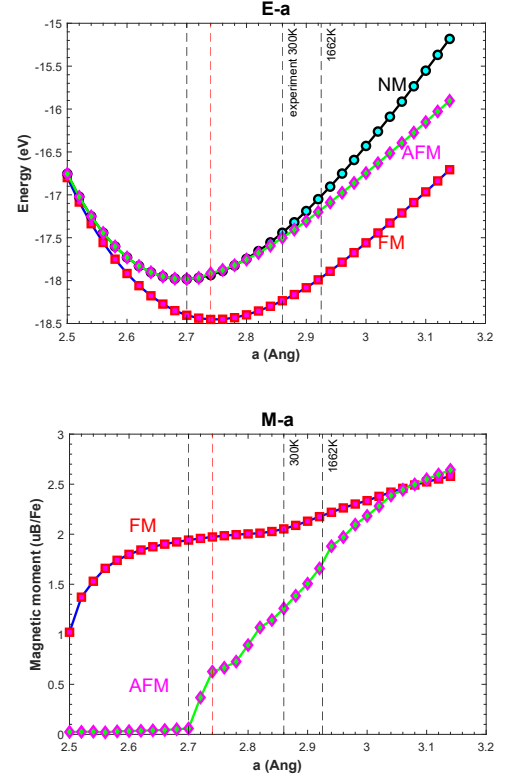 E-a
-15
-15.5
-16
-16.5
-17
-17.5
-18
-18.5
Energy (eV)
experiment 300K
1662K
NM
AFM
FM
2.5
2.6
2.7
2.8
2.9
3
3.1
3.2
a (Ang)
M-a
3
2.5
2
1.5
1
0.5
0
Magnetic moment (uB/Fe)
300K
1662K
FM
AFM
2.5
2.6
2.7
2.8
2.9
3
3.1
3.2
a (Ang)